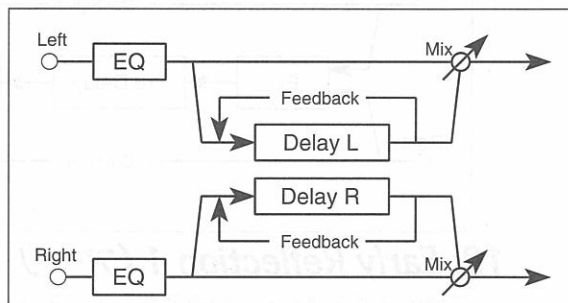 Left
EQ
Mix
Feedback
Delay L
Delay R
Feedback
Right
EQ
Mix